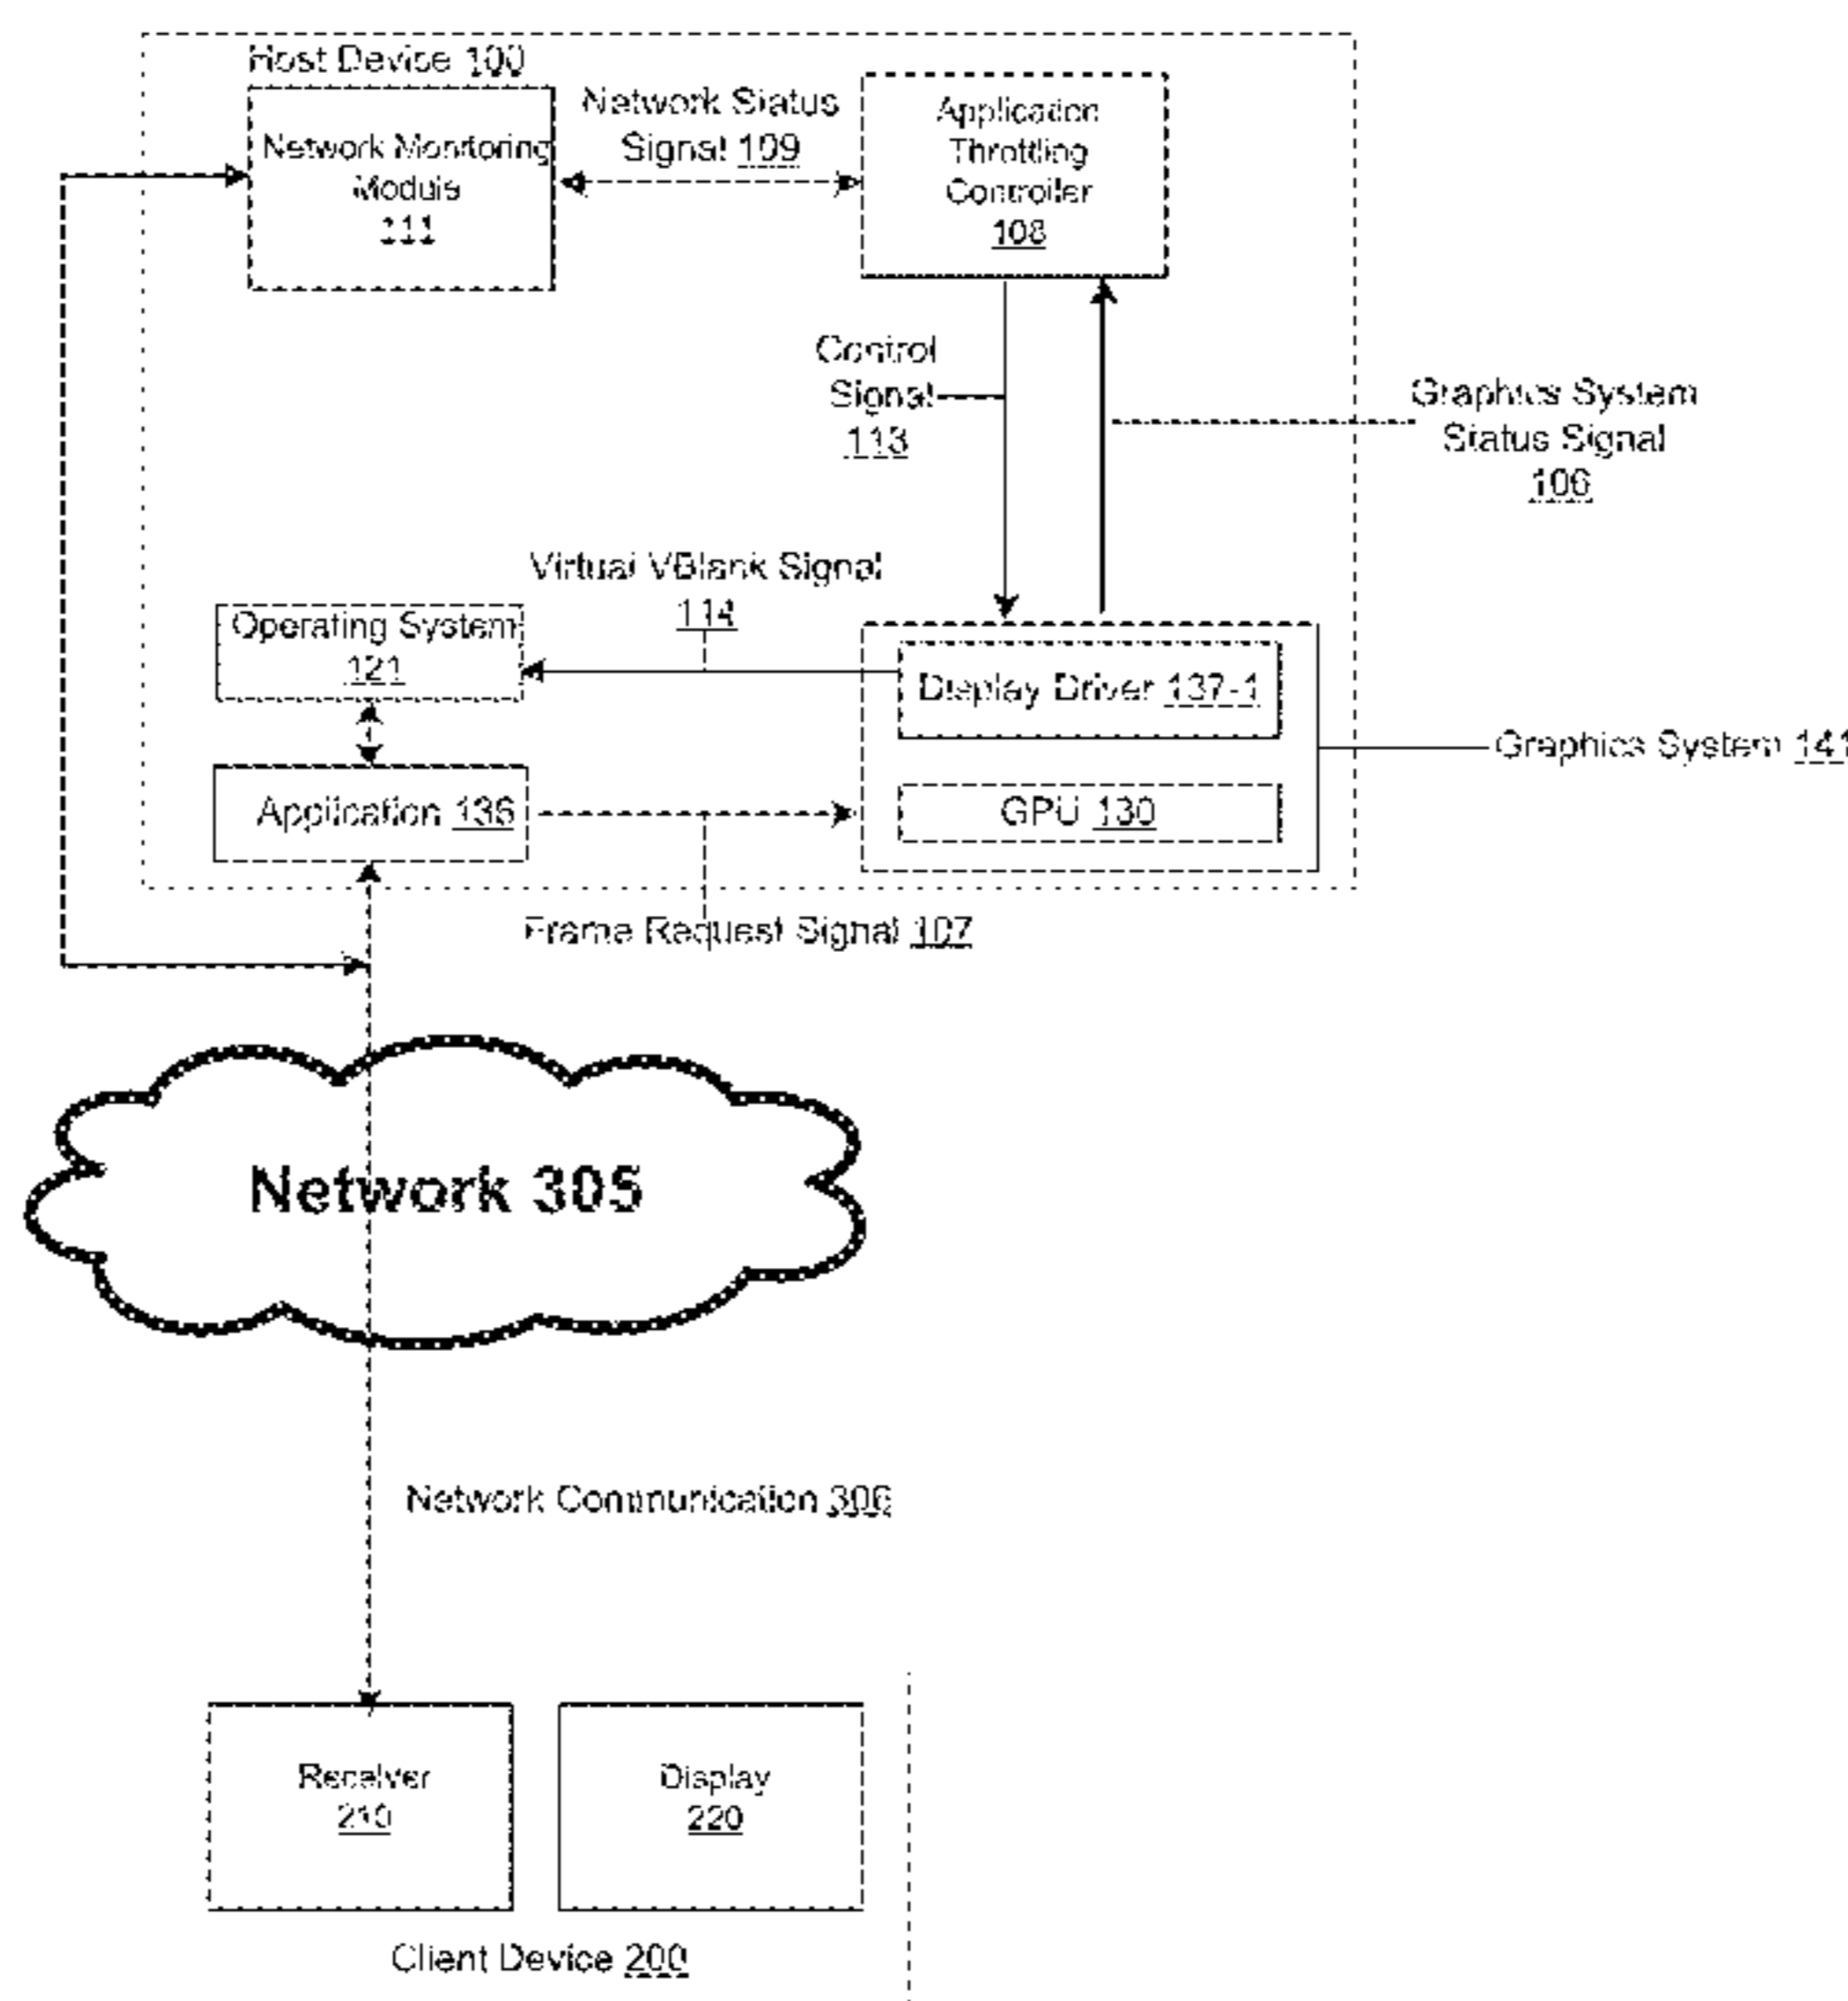 Host Device 100
Network Monitoring
Module
111
Network Status
Signal 109
Application
Throttling
Controller
108
Control
Signal
113
Graphics System
Status Signal
106
Virtual VBlank Signal
114
Operating System
121
Display Driver 137-1
Graphics System 141
Application 136
GPU 130
Frame Request Signal 107
Network 305
Network Communication 306
Receiver
210
Display
220
Client Device 200